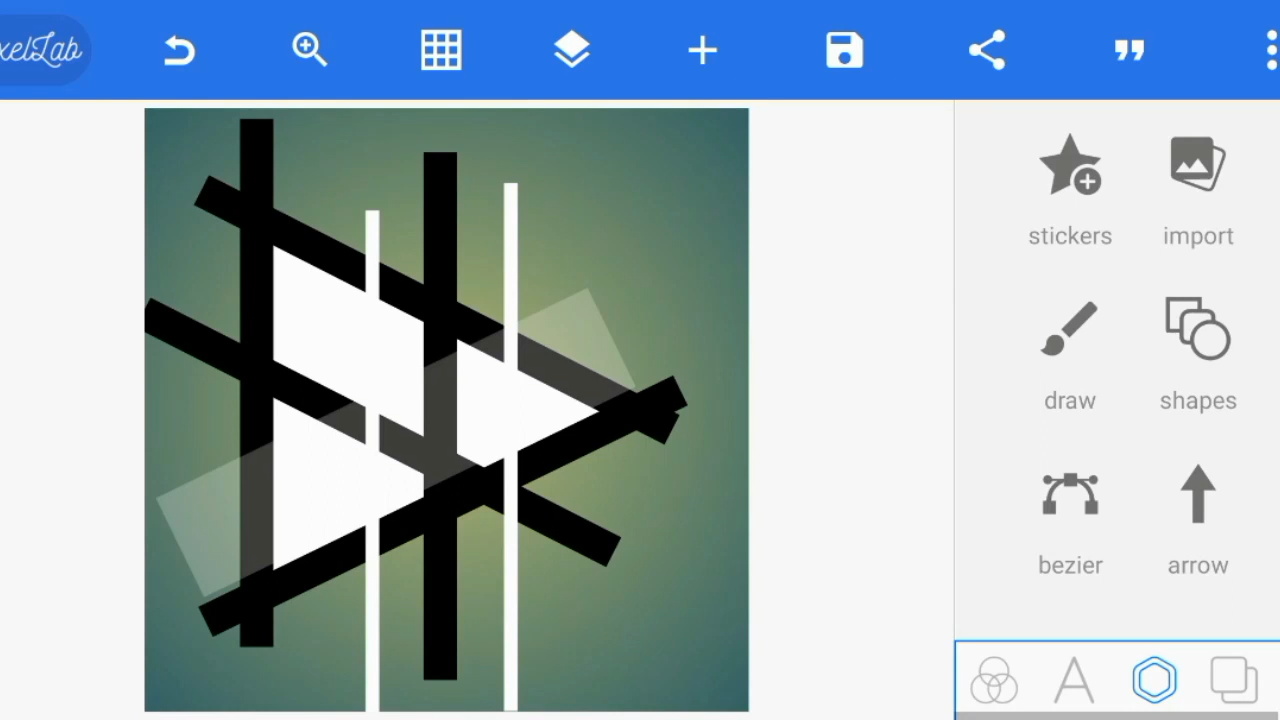 xelLab
stickers
import
draw
shapes
bezier
arrow